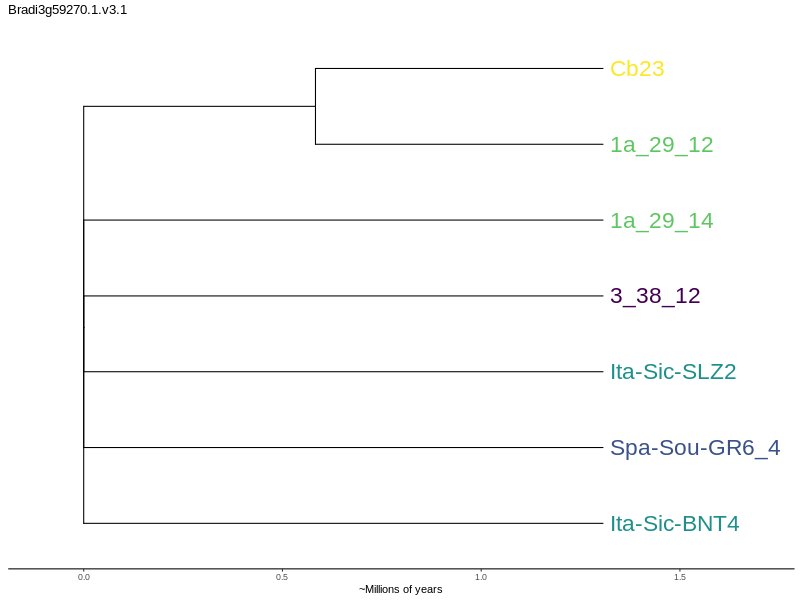 Bradi3g59270.1.v3.1
Cb23
1a_29_12
1a_29_14
3_38_12
Ita-Sic-SLZ2
Spa-Sou-GR6_4
Ita-Sic-BNT4
0.0 0.5 1.0 1.5
~Millions of years